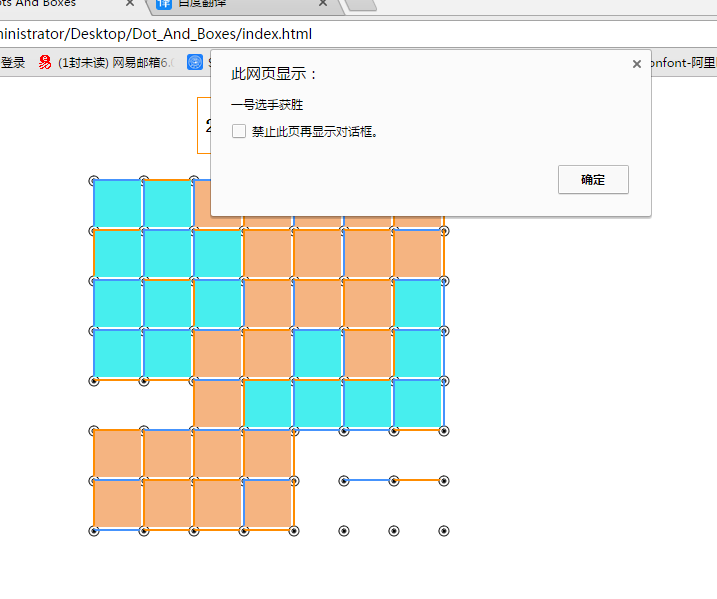 ots And Boxes
百度翻译
ministrator/Desktop/Dot_And_Boxes/index.html
登录
(1封未读) 网易邮箱6.
onfont-阿里
此网页显示：
一号选手获胜
禁止此页再显示对话框。
确定
2